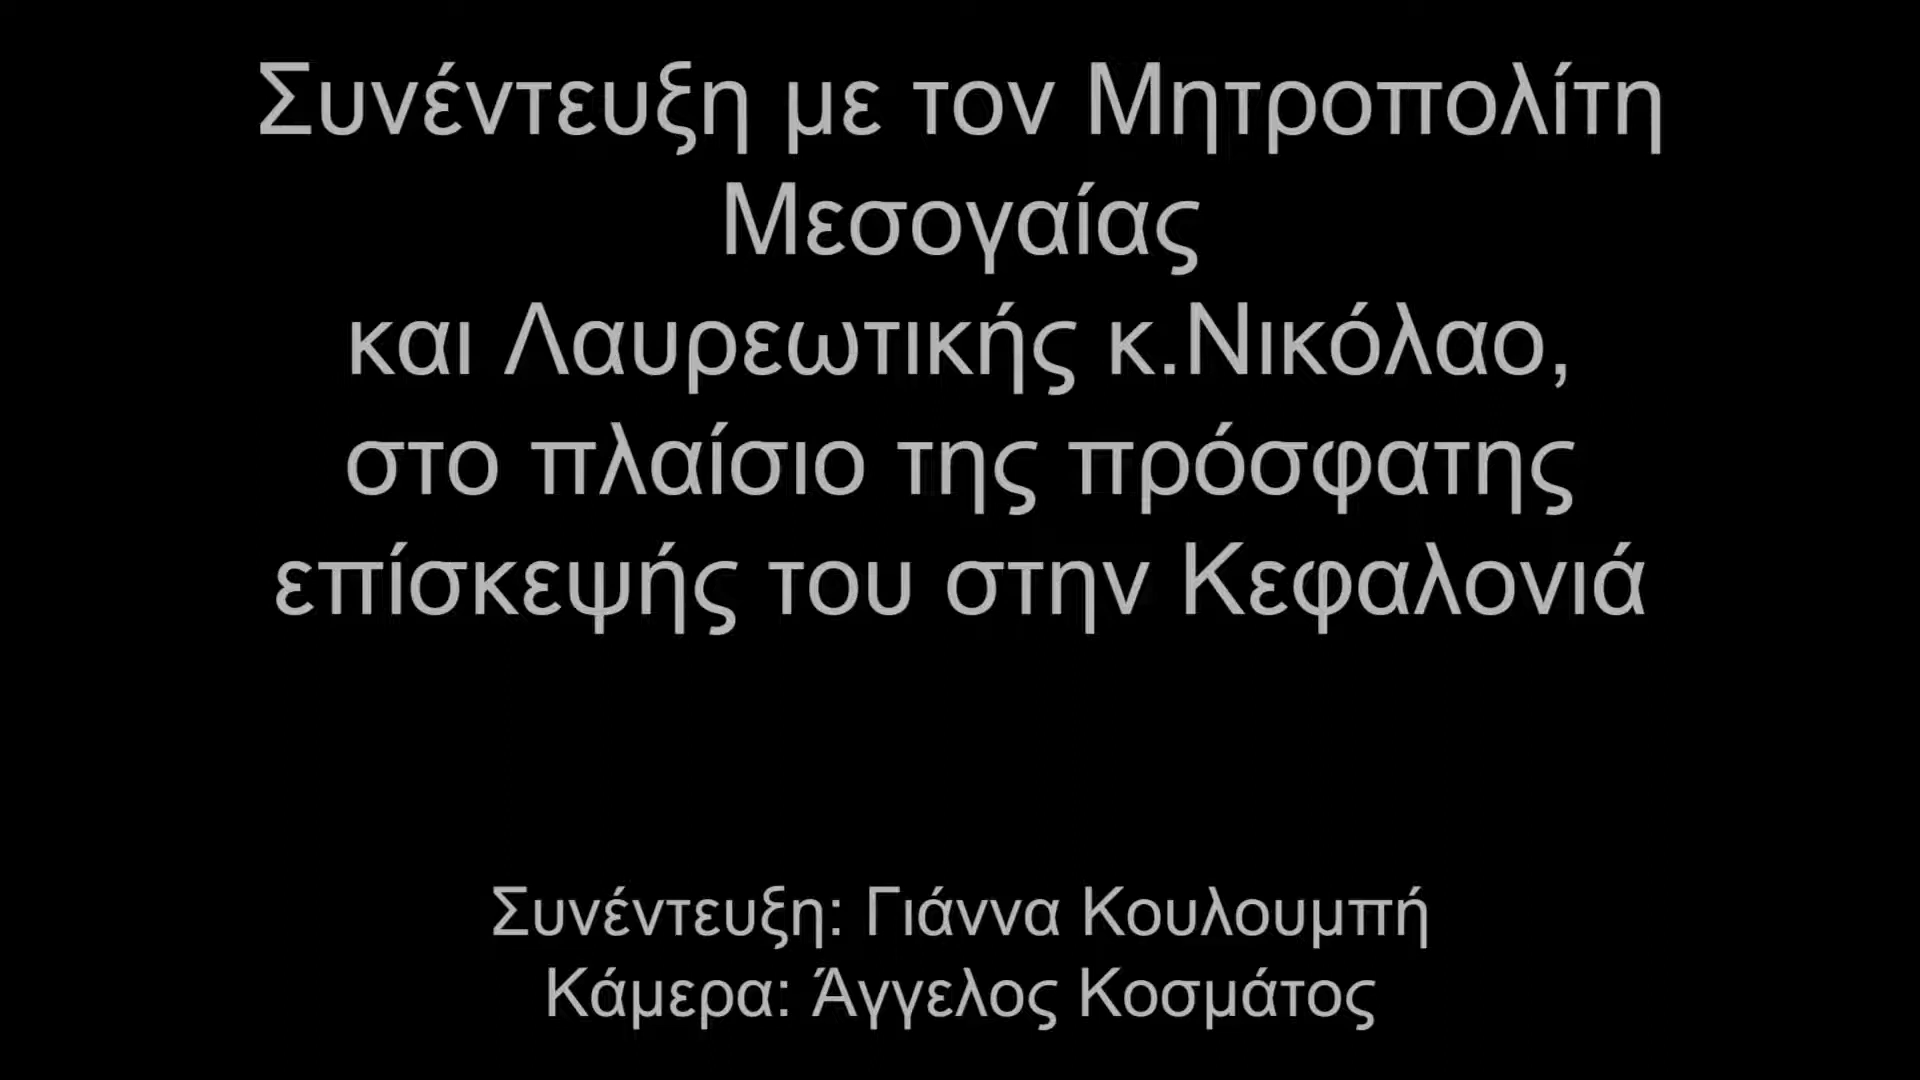 Συνέντευξη με τον Μητροπολίτη
Μεσογαίας
και Λαυρεωτικής κ.Νικόλαο,
στο πλαίσιο της πρόσφατης
επίσκεψής του στην Κεφαλονιά
Συνέντευξη: Γιάννα Κουλουμπή
Κάμερα: Άγγελος Κοσμάτος